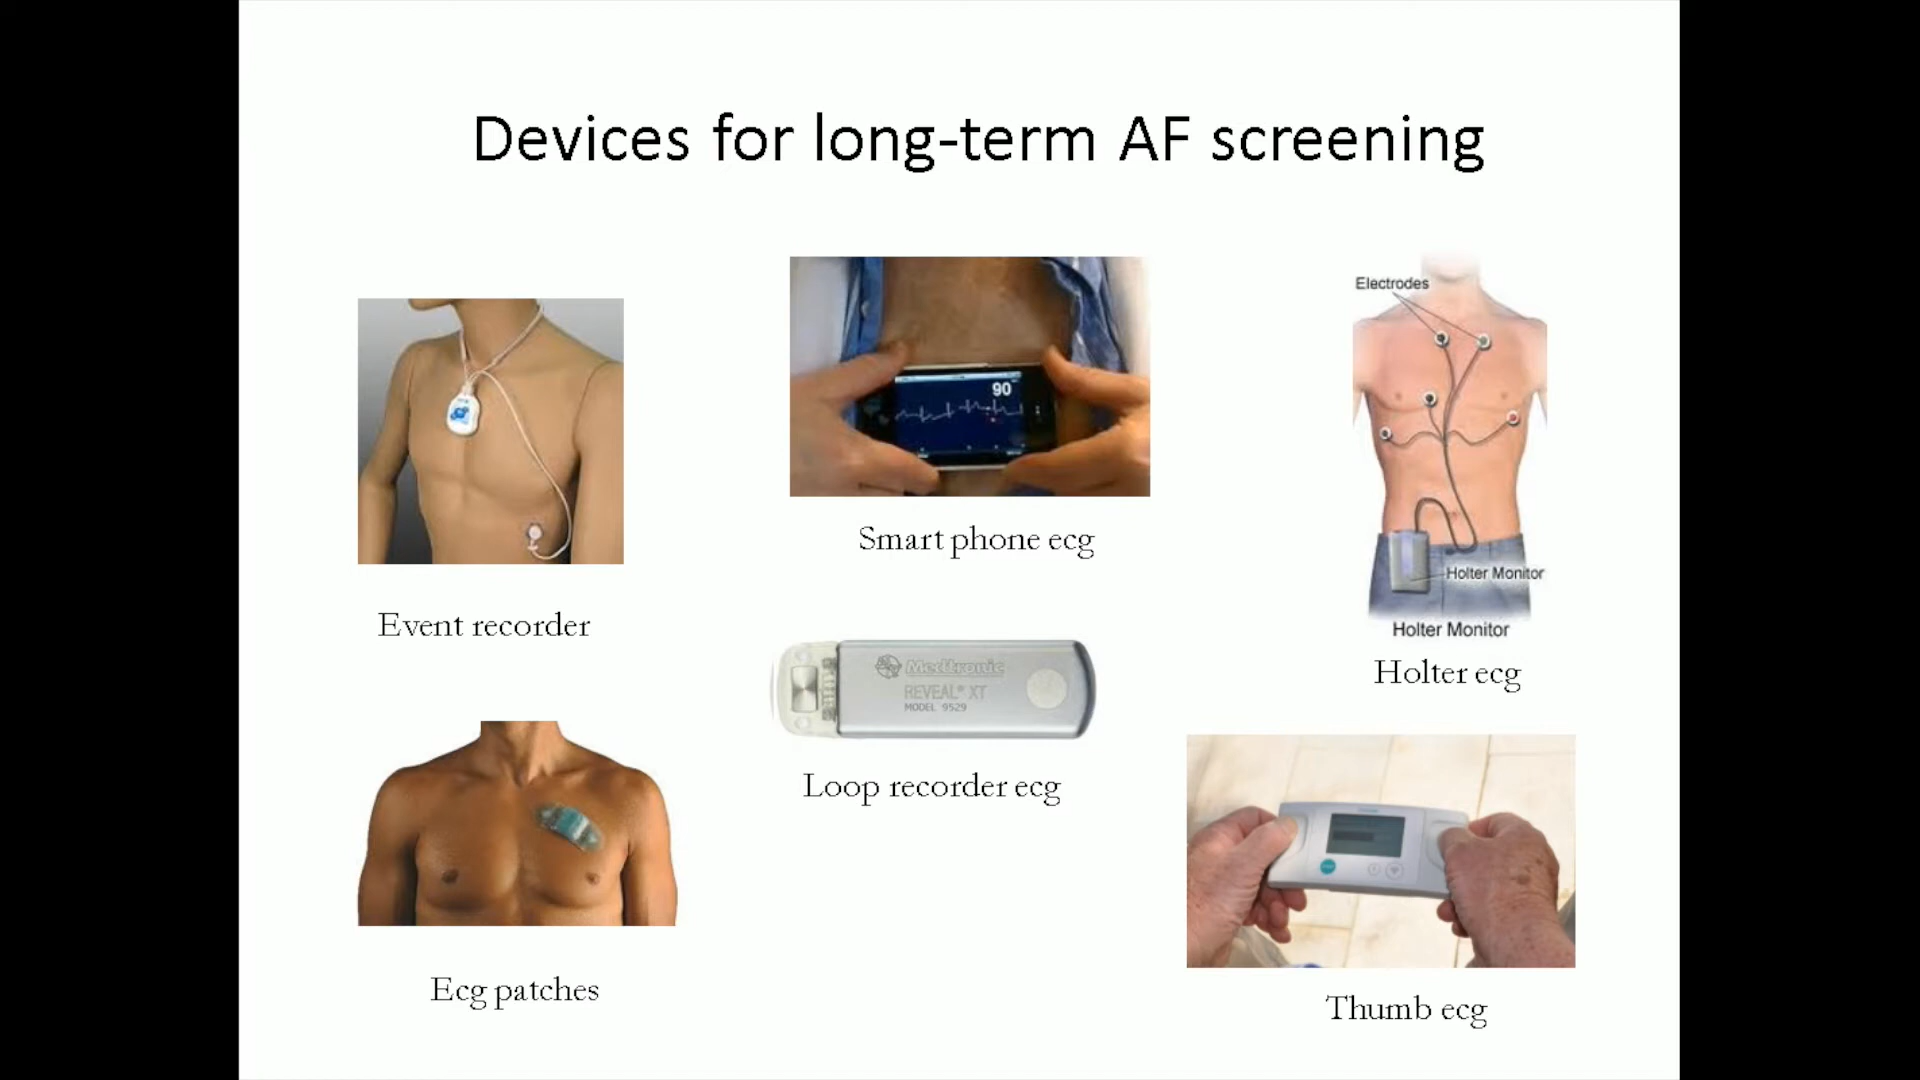 Devices for long-term AF screening
Electrodes
90
Smart phone ecg
Holter Monitor
Event recorder
Holter Monitor
Holter ecg
Medtronic
REVEAL® XT
MODEL 9529
Loop recorder ecg
Ecg patches
Thumb ecg